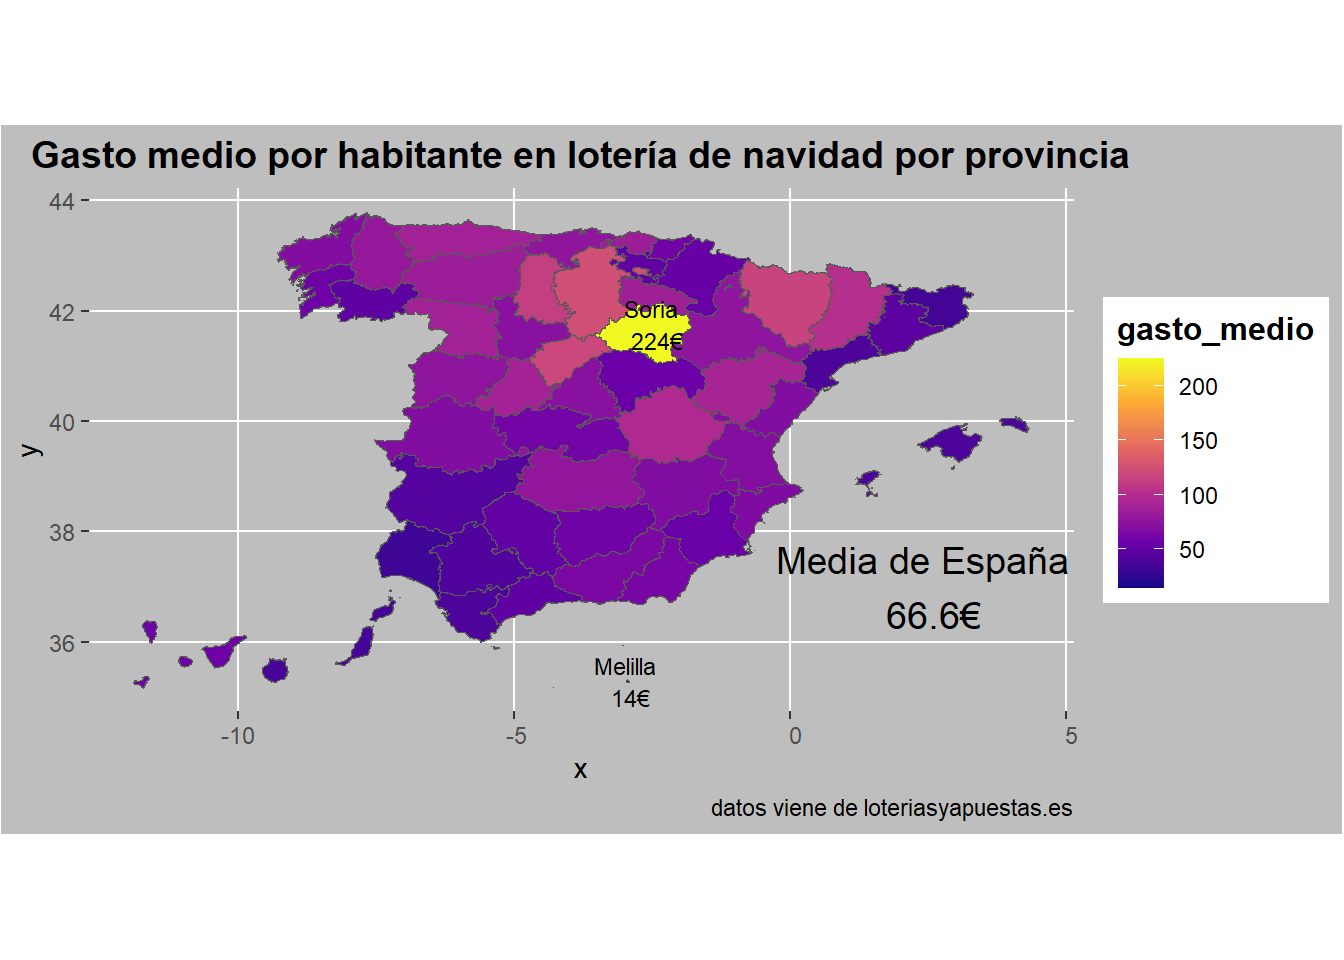 Gasto medio por habitante en lotería de navidad por provincia
44
42
40
38
36
y
Soria
224€
Media de España
66.6€
Melilla
14€
-10
-5
0
5
x
gasto_medio
200
150
100
50
datos viene de loteriasyapuestas.es